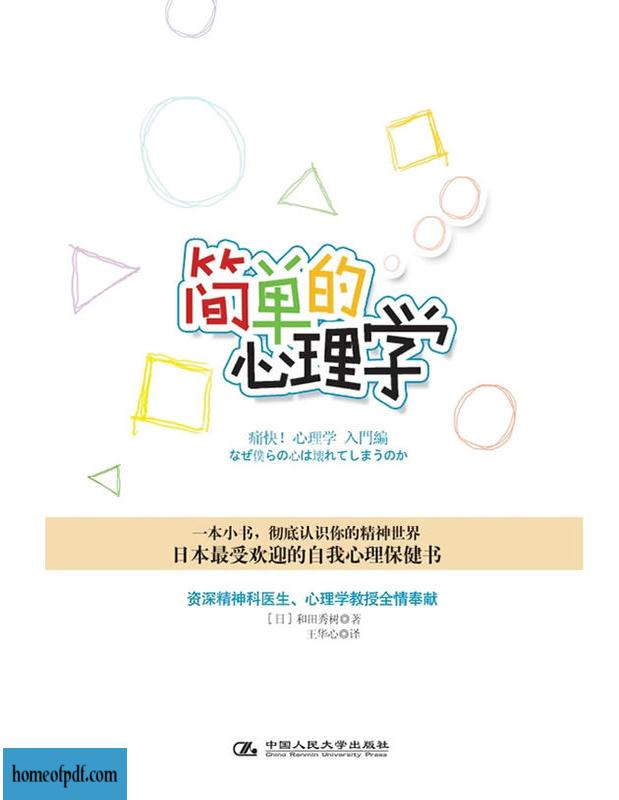 简单的
心理学
痛快！心理学 入門編
なぜ僕らの心は壊れてしまうのか
一本小书，彻底认识你的精神世界
日本最受欢迎的自我心理保健书
资深精神科医生、心理学教授全情奉献
［日］和田秀树◎著
王华心◎译
中国人民大学出版社
China Renmin University Press
homeofpdf.com